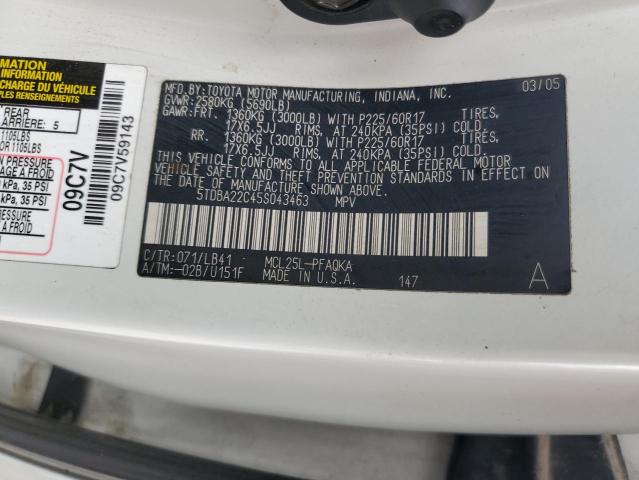 MATION
A CHARGE DU VÉHICULE
REAR
ARRIERE: 5
1105LBS
OR 1105LBS
PRESSURE
AGE A FROID
kPa, 35 PSI
kPa, 35 PSI
PRESSURE
A FROID
09C7V
09C7V59143
MFD. BY: TOYOTA MOTOR MANUFACTURING, INDIANA, INC. 03/05
GVWR: 2580KG (5690LB)
GAWR: FRT. 1360KG (3000LB) WITH P225/60R17 TIRES,
17X6.5JJ RIMS, AT 240KPA (35PSI) COLD.
RR. 1360KG (3000LB) WITH P225/60R17 TIRES,
17X6.5JJ RIMS, AT 240KPA (35PSI) COLD.
THIS VEHICLE CONFORMS TO ALL APPLICABLE FEDERAL MOTOR
VEHICLE SAFETY, BUMPER, AND THEFT PREVENTION STANDARDS IN EFFECT ON
THE DATE OF MANUFACTURE SHOWN ABOVE.
5TDBA22C45S043463 MPV
C/TR: 071/LB41 MCL25L-PFAQKA
A/TM: -02B/U151F MADE IN U.S.A. 147 A